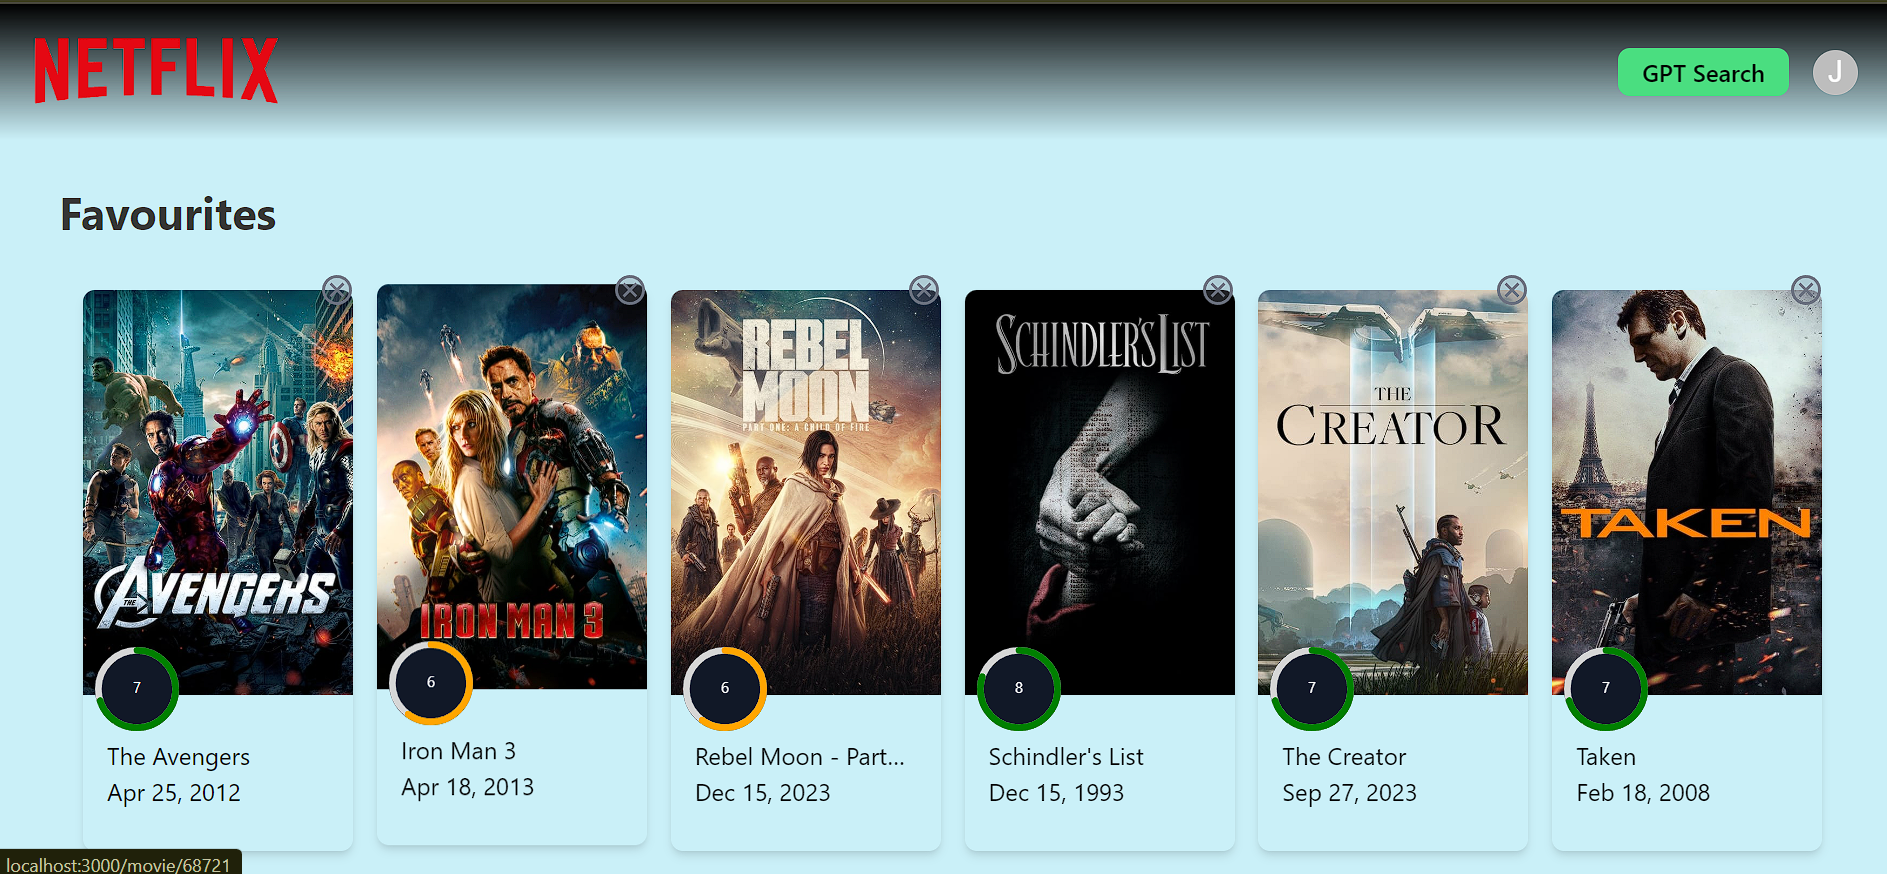 NETFLIX
GPT Search
J
Favourites
THE AVENGERS
IRON MAN 3
REBEL
MOON
PART ONE: A CHILD OF FIRE
SCHINDLER'S LIST
THE
CREATOR
TAKEN
7
6
6
8
7
7
The Avengers
Apr 25, 2012
Iron Man 3
Apr 18, 2013
Rebel Moon - Part...
Dec 15, 2023
Schindler's List
Dec 15, 1993
The Creator
Sep 27, 2023
Taken
Feb 18, 2008
localhost:3000/movie/68721